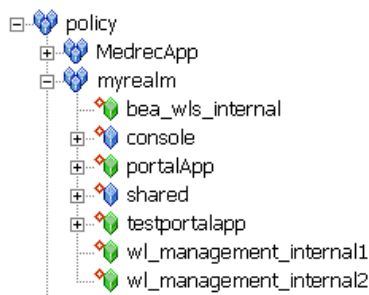 policy
MedrecApp
myrealm
bea_wls_internal
console
portalApp
shared
testportalapp
wl_management_internal1
wl_management_internal2